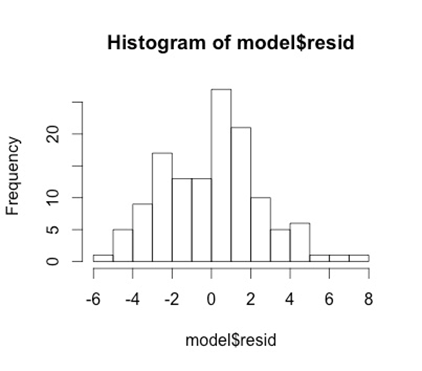 Histogram of model$resid
Frequency
20
10
5
0
-6 -4 -2 0 2 4 6 8
model$resid